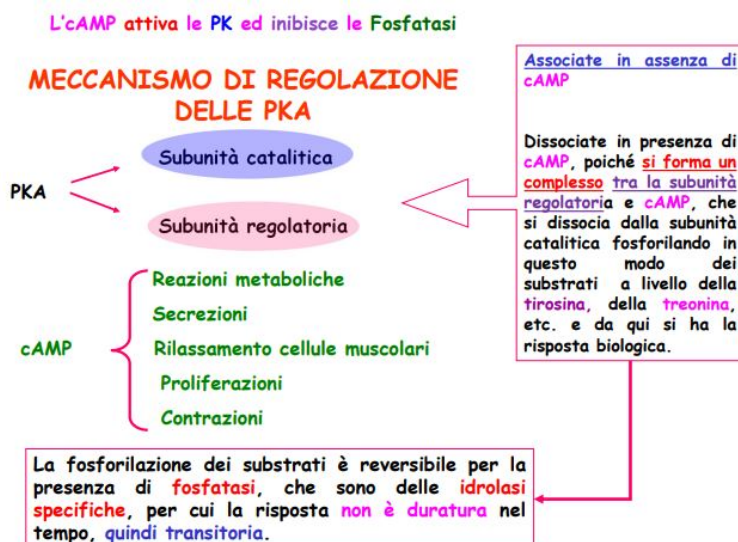 L'cAMP attiva le PK ed inibisce le Fosfatasi
MECCANISMO DI REGOLAZIONE
DELLE PKA
PKA
Subunità catalitica
Subunità regolatoria
Associate in assenza di
cAMP
Dissociate in presenza di
cAMP, poiché si forma un
complesso tra la subunità
regolatoria e cAMP, che
si dissocia dalla subunità
catalitica fosforilando in
questo modo dei
substrati a livello della
tirosina, della treonina,
etc. e da qui si ha la
risposta biologica.
cAMP
Reazioni metaboliche
Secrezioni
Rilassamento cellule muscolari
Proliferazioni
Contrazioni
La fosforilazione dei substrati è reversibile per la
presenza di fosfatasi, che sono delle idrolasi
specifiche, per cui la risposta non è duratura nel
tempo, quindi transitoria.